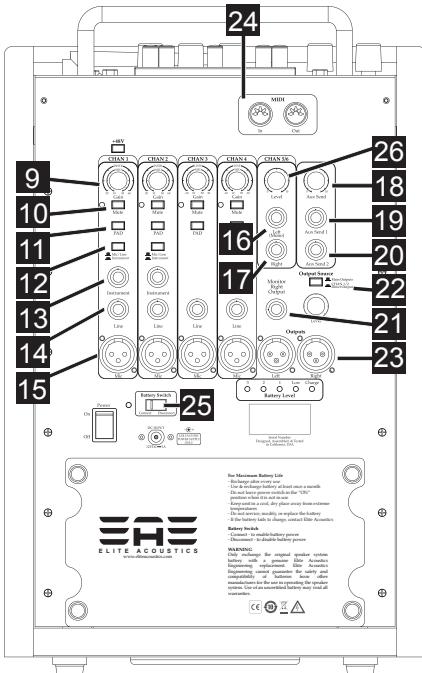 24
MIDI
In Out
+48V
CHAN 1 CHAN 2 CHAN 3 CHAN 4 CHAN 5/6
9
Gain Gain Gain Gain Level Aux Send
26
18
10
Mute Mute Mute Mute
11
PAD PAD PAD
16
Left
(Mono)
Aux Send 1
19
12
Mic / Line
Instrument
Mic / Line
Instrument
17
Right
Aux Send 2
20
Output Source
22
13
Instrument Instrument
Monitor
Right
Output
Level
21
14
Line Line Line Line
Outputs
15
23
Mic Mic Mic Mic Left Right
Battery Switch
Connect Disconnect
25
3 2 1 Low Charge
Battery Level
Power
On
Off
DC INPUT
Serial Number
Designed, Assembled & Tested
in California, USA
EAE
ELITE ACOUSTICS
www.eliteacoustics.com
For Maximum Battery Life
- Recharge after every use
- Use & recharge battery at least once a month
- Do not leave power switch in the "ON"
position when it is not in use
- Keep unit in a cool, dry place away from extreme
temperatures
- Do not service, modify, or replace the battery
- If the battery fails to charge, contact Elite Acoustics
Battery Switch
- Connect - to enable battery power
- Disconnect - to disable battery power
WARNING
Only exchange the original speaker system
battery with a genuine Elite Acoustics
Engineering replacement. Elite Acoustics
Engineering cannot guarantee the safety and
compatibility of batteries from other
manufacturers for the use in operating the speaker
system. Use of an uncertified battery may void all
warranties.
CE